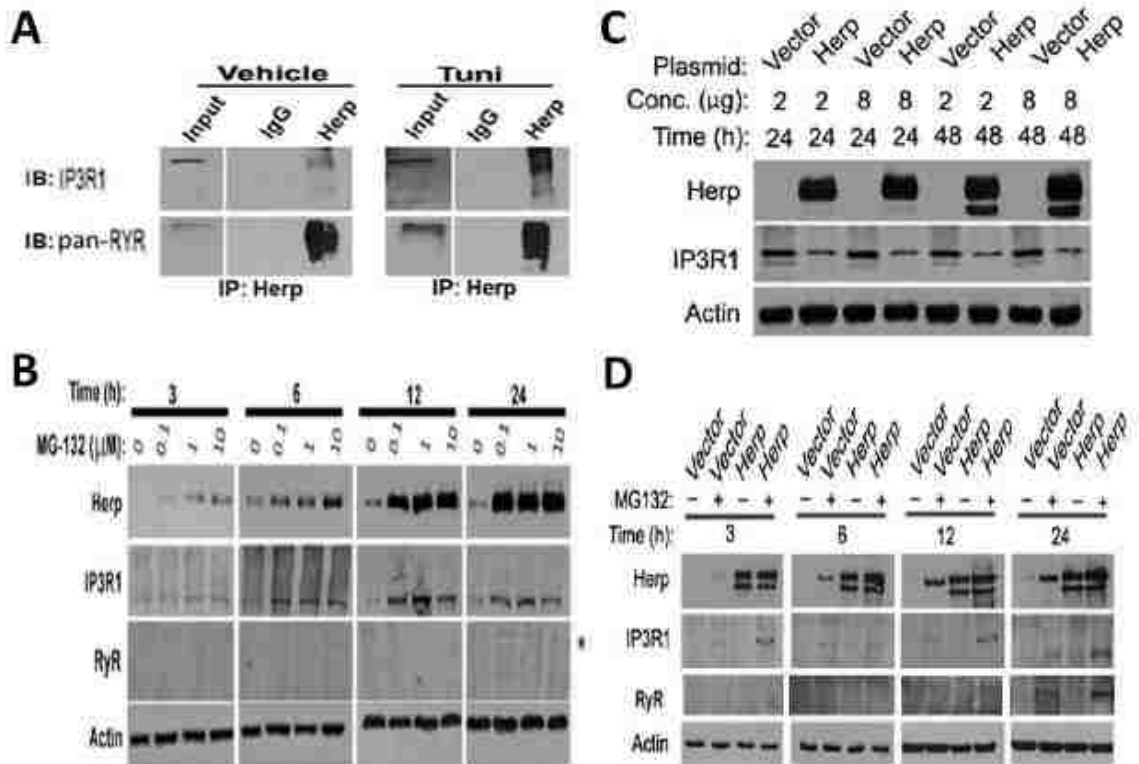 A
Vehicle Tuni
Input IgG Herp Input IgG Herp
IB: IP3R1
IB: pan-RYR
IP: Herp IP: Herp
C
Plasmid: Vector Herp Vector Herp Vector Herp Vector Herp
Conc. (µg): 2 2 8 8 2 2 8 8
Time (h): 24 24 24 24 48 48 48 48
Herp
IP3R1
Actin
B
Time (h): 3 6 12 24
MG-132 (µM): 0 0.1 1 10 0 0.1 1 10 0 0.1 1 10 0 0.1 1 10
Herp
IP3R1
RyR
Actin
D
Vector Vector Herp Herp Vector Vector Herp Herp Vector Vector Herp Herp Vector Vector Herp Herp
MG132: - + - + - + - + - + - + - + - +
Time (h): 3 6 12 24
Herp
IP3R1
RyR
Actin